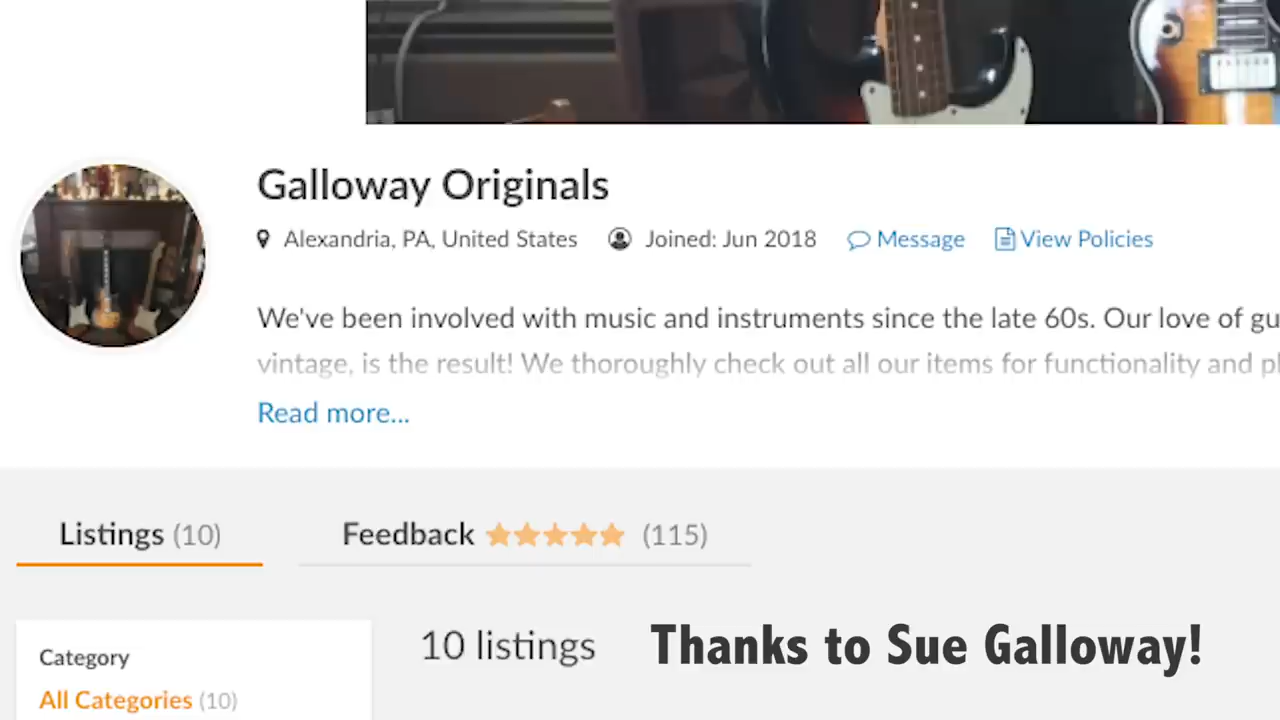 Galloway Originals
Alexandria, PA, United States Joined: Jun 2018 Message View Policies
We've been involved with music and instruments since the late 60s. Our love of gu
vintage, is the result! We thoroughly check out all our items for functionality and pl
Read more...
Listings (10) Feedback (115)
10 listings Thanks to Sue Galloway!
Category
All Categories (10)